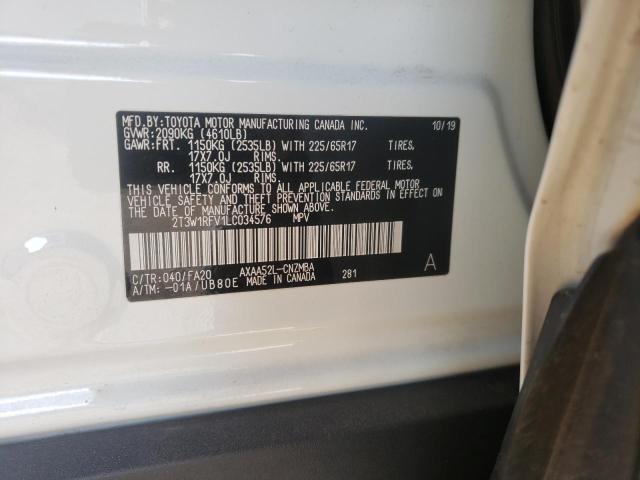 MFD.BY:TOYOTA MOTOR MANUFACTURING CANADA INC. 10/19
GVWR:2090KG (4610LB)
GAWR:FRT. 1150KG (2535LB) WITH 225/65R17 TIRES,
17X7.0J RIMS.
RR. 1150KG (2535LB) WITH 225/65R17 TIRES,
17X7.0J RIMS.
THIS VEHICLE CONFORMS TO ALL APPLICABLE FEDERAL MOTOR
VEHICLE SAFETY AND THEFT PREVENTION STANDARDS IN EFFECT ON
THE DATE OF MANUFACTURE SHOWN ABOVE.
2T3W1RFV1LC034576 MPV
C/TR:040/FA20 AXAA52L-CNZMBA A
A/TM:-01A/UB80E MADE IN CANADA 281